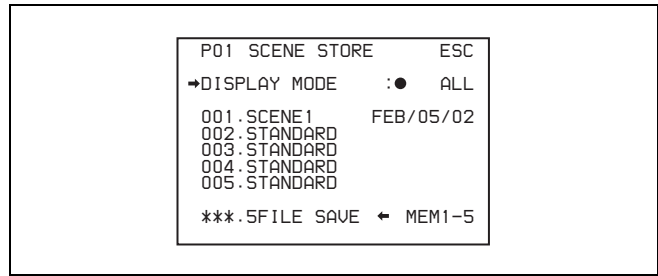 P01 SCENE STORE ESC
➡DISPLAY MODE :● ALL
001.SCENE1 FEB/05/02
002.STANDARD
003.STANDARD
004.STANDARD
005.STANDARD
***.5FILE SAVE ⬅ MEM1-5